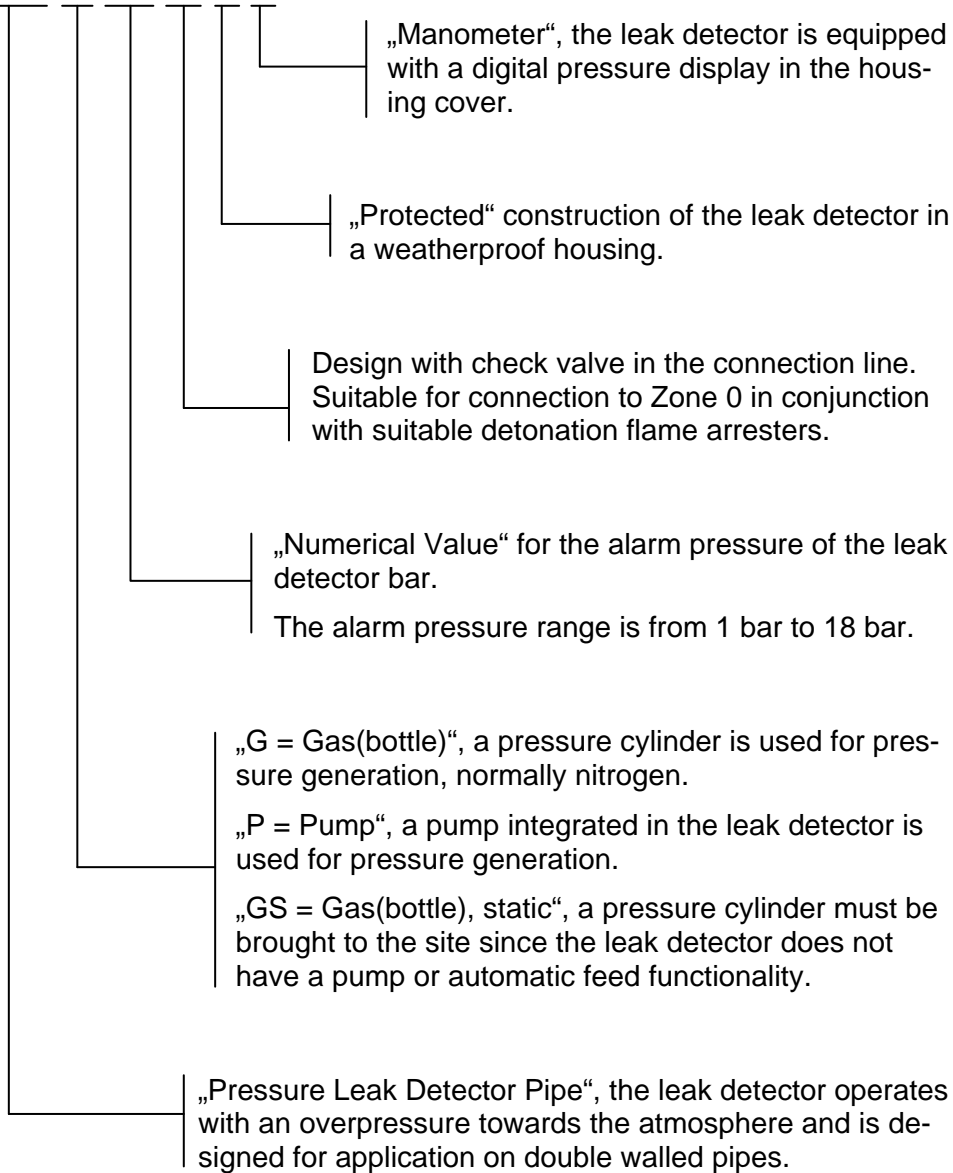 „Manometer“, the leak detector is equipped
with a digital pressure display in the hous-
ing cover.
„Protected“ construction of the leak detector in
a weatherproof housing.
Design with check valve in the connection line.
Suitable for connection to Zone 0 in conjunction
with suitable detonation flame arresters.
„Numerical Value“ for the alarm pressure of the leak
detector bar.
The alarm pressure range is from 1 bar to 18 bar.
„G = Gas(bottle)“, a pressure cylinder is used for pres-
sure generation, normally nitrogen.
„P = Pump“, a pump integrated in the leak detector is
used for pressure generation.
„GS = Gas(bottle), static“, a pressure cylinder must be
brought to the site since the leak detector does not
have a pump or automatic feed functionality.
„Pressure Leak Detector Pipe“, the leak detector operates
with an overpressure towards the atmosphere and is de-
signed for application on double walled pipes.